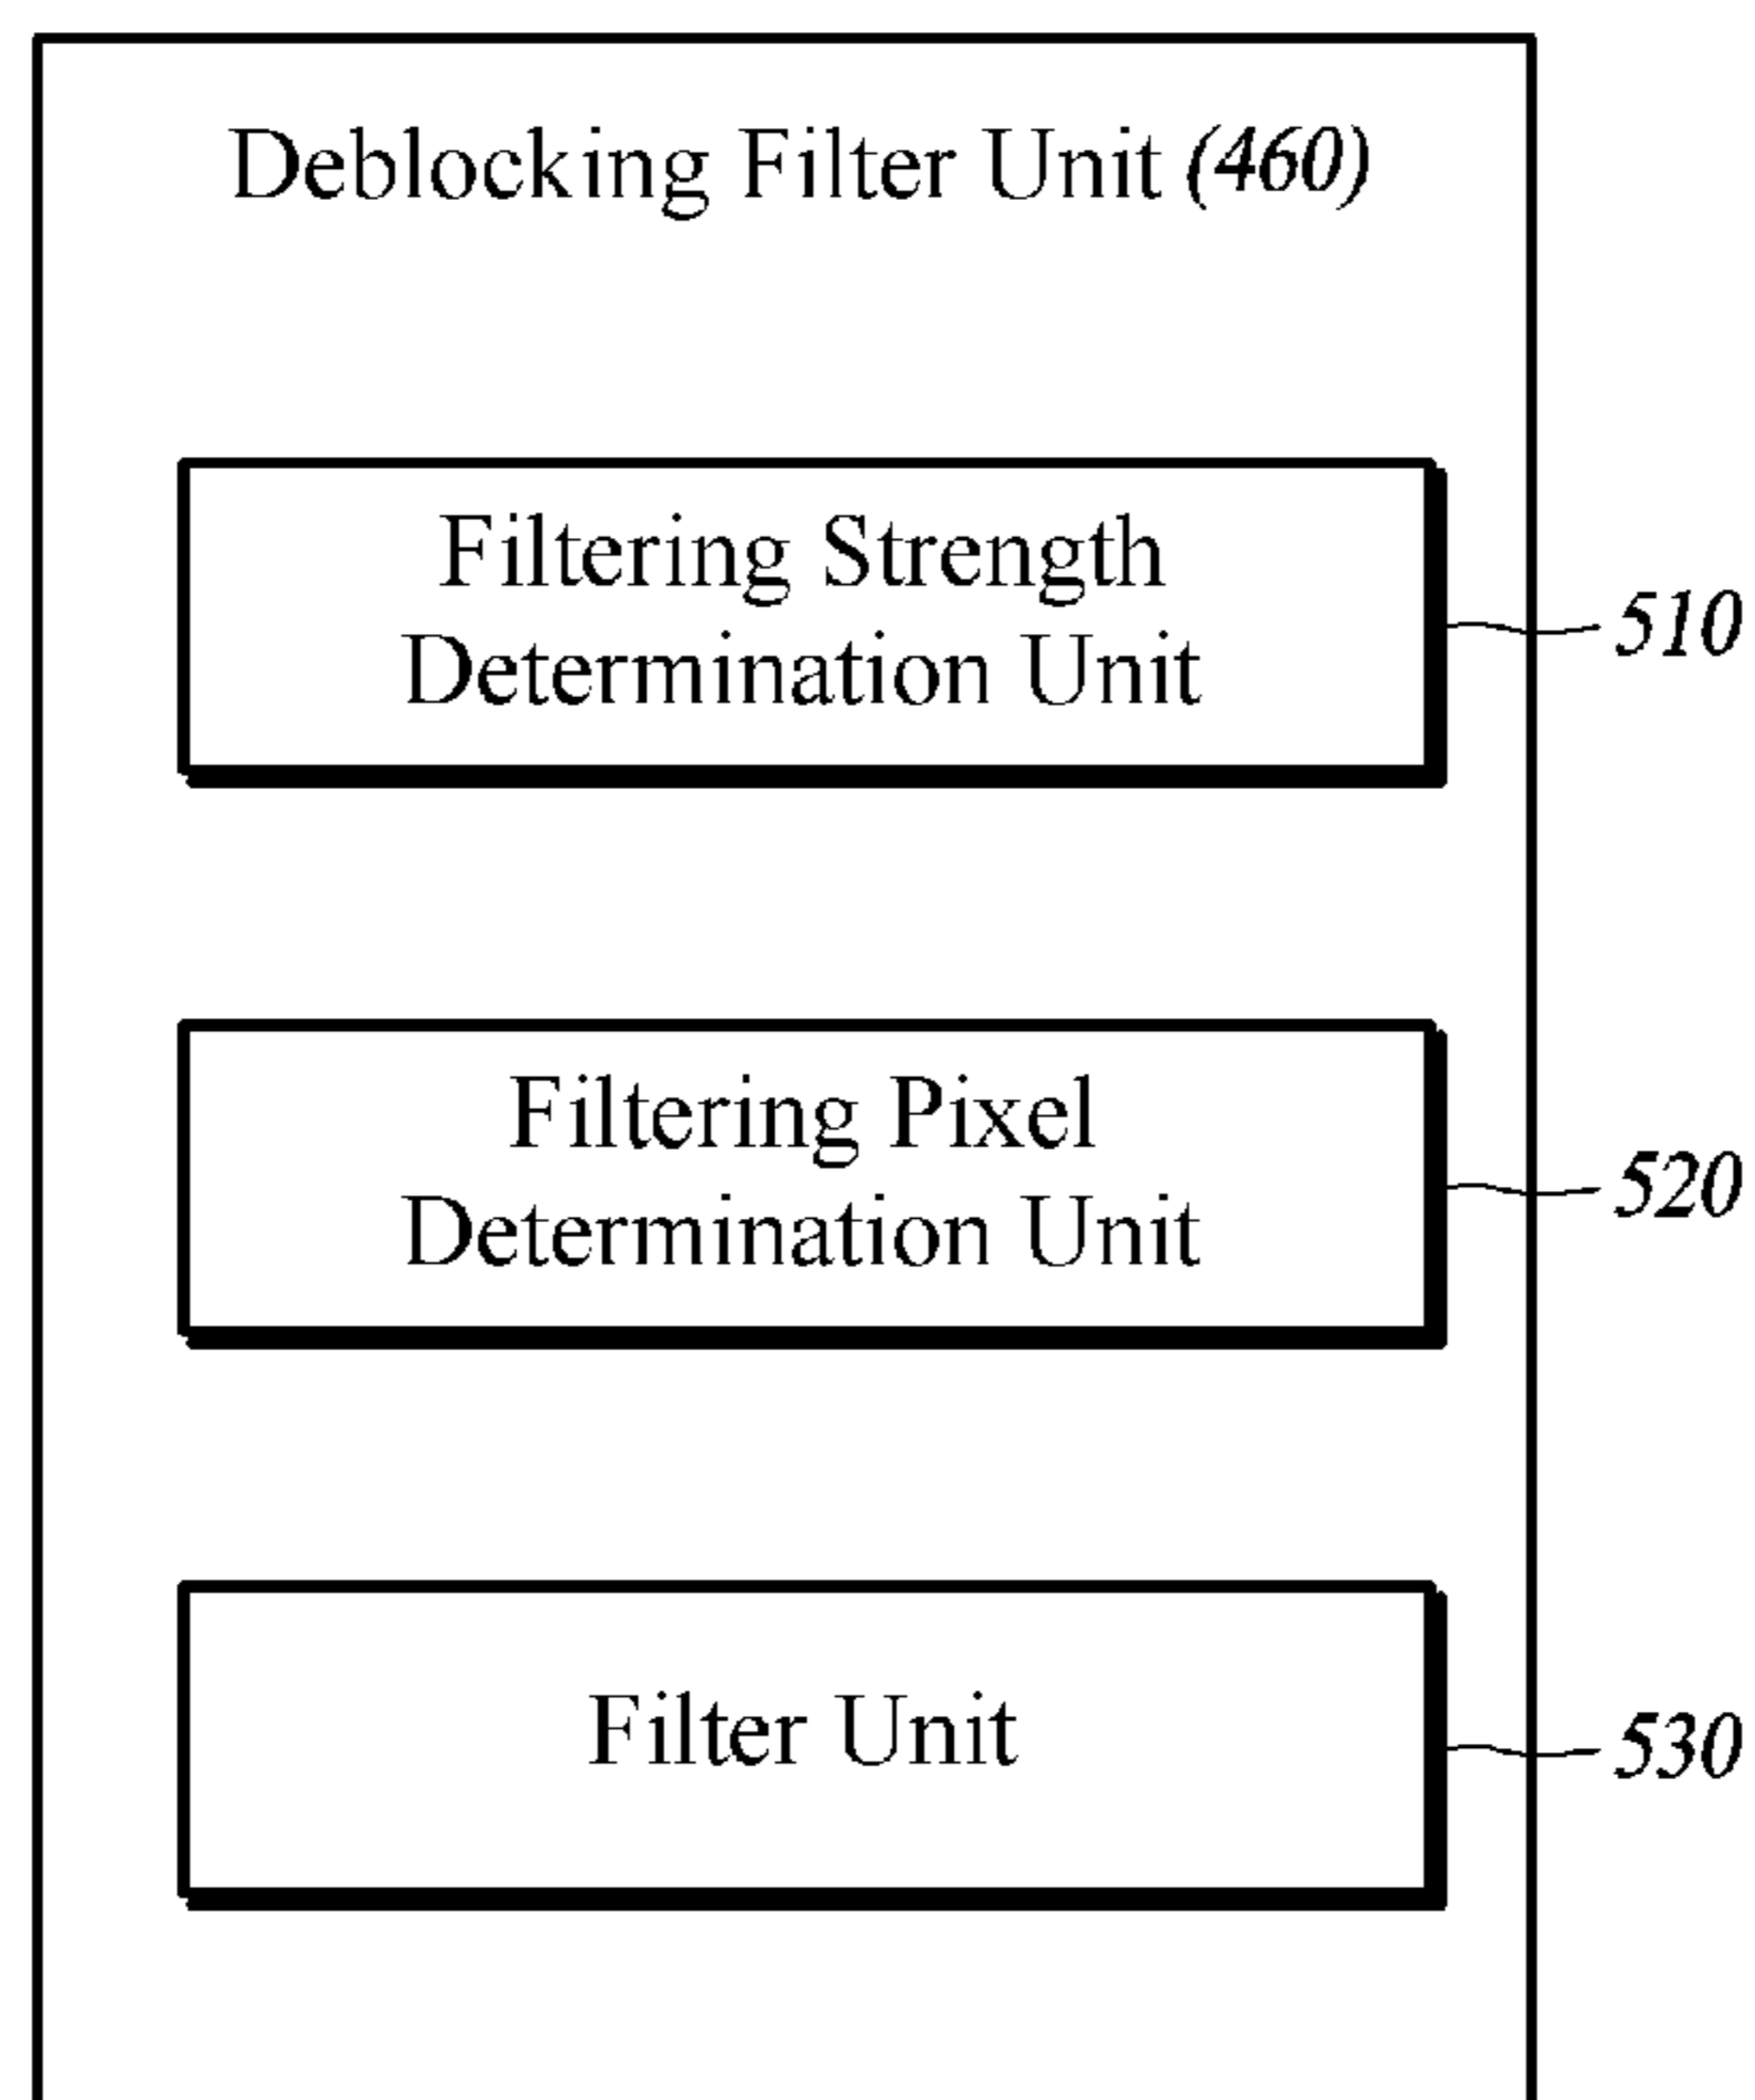 Deblocking Filter Unit (460)
Filtering Strength
Determination Unit
510
Filtering Pixel
Determination Unit
520
Filter Unit
530